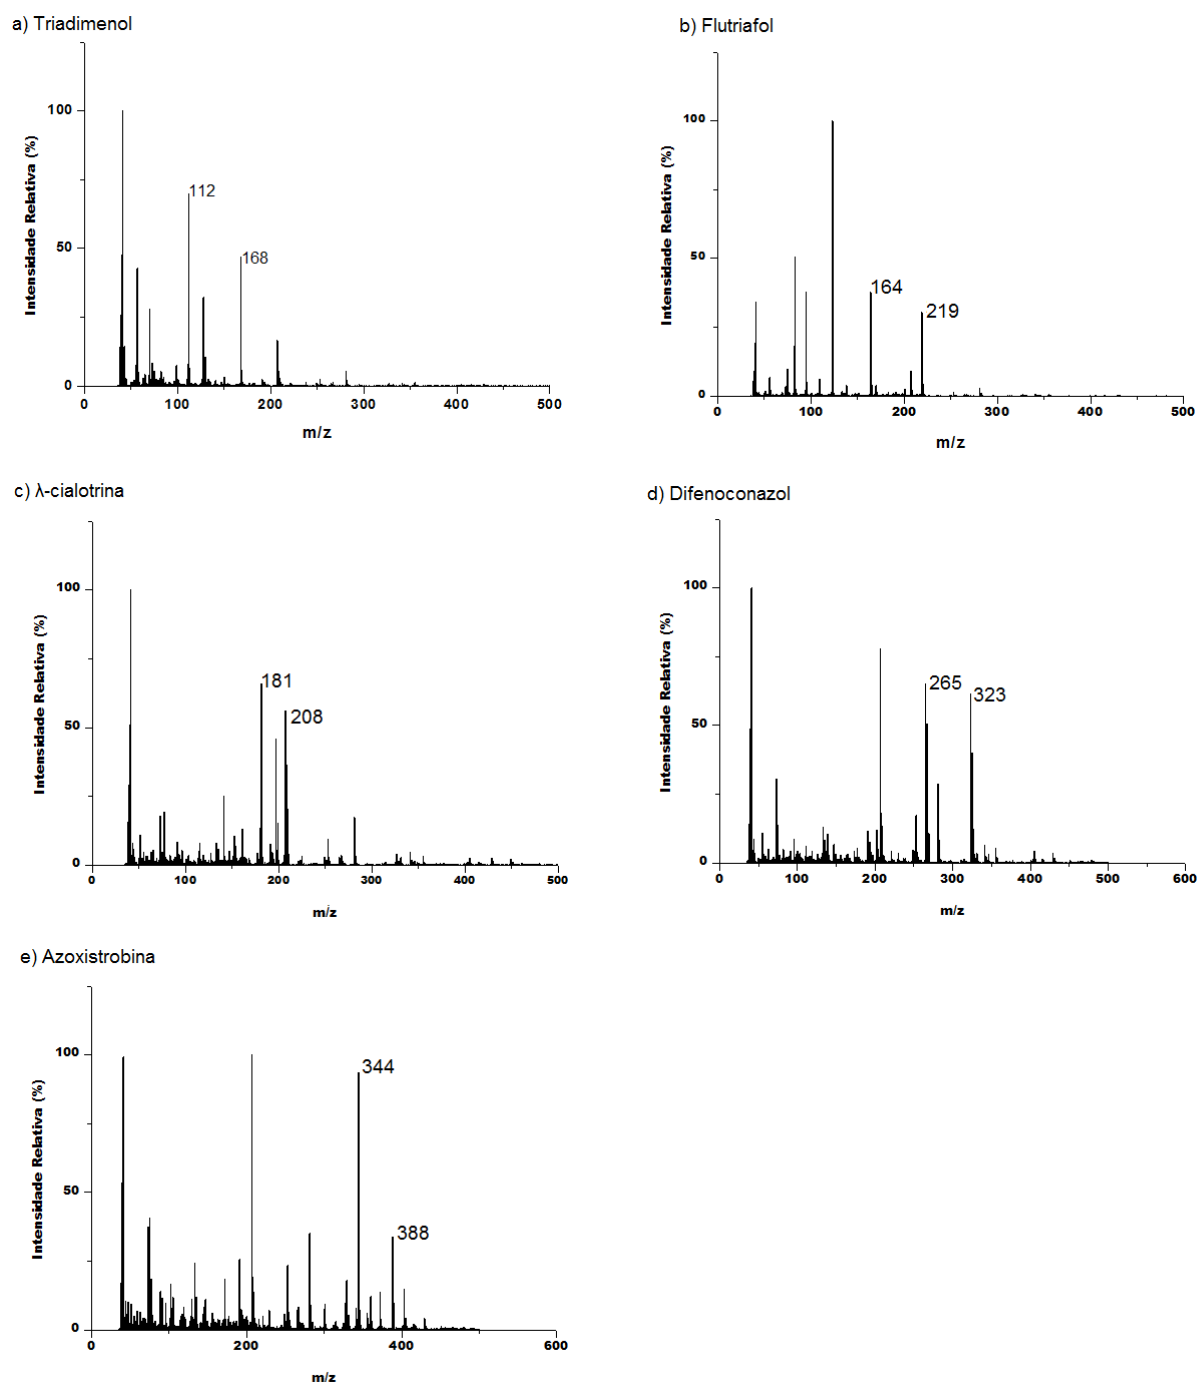 a) Triadimenol
Intensidade Relativa (%)
100
50
0
112
168
0 100 200 300 400 500
m/z
b) Flutriafol
Intensidade Relativa (%)
100
50
0
164
219
0 100 200 300 400 500
m/z
c) λ-cialotrina
Intensidade Relativa (%)
100
50
0
181
208
0 100 200 300 400 500
m/z
d) Difenoconazol
Intensidade Relativa (%)
100
50
0
265
323
0 100 200 300 400 500 600
m/z
e) Azoxistrobina
Intensidade Relativa (%)
100
50
0
344
388
0 200 400 600
m/z